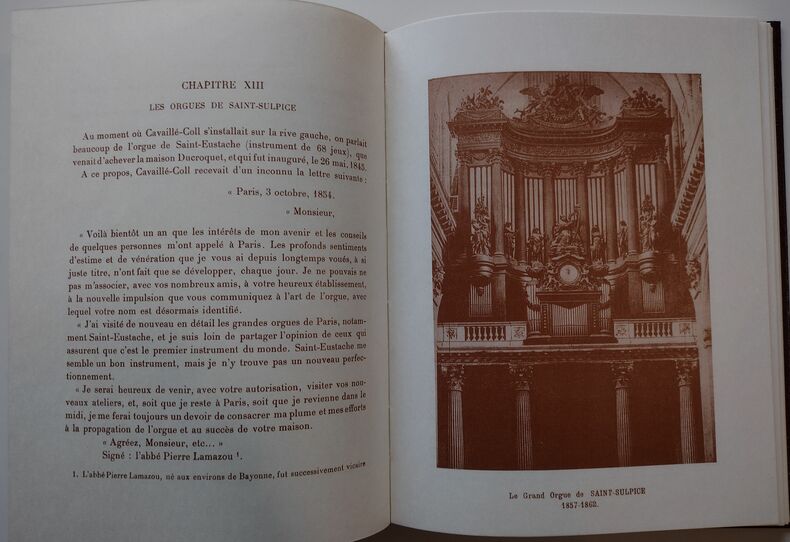 CHAPITRE XIII
LES ORGUES DE SAINT-SULPICE
Au moment où Cavaillé-Coll s'installait sur la rive gauche, on parlait
beaucoup de l'orgue de Saint-Eustache (instrument de 68 jeux), que
venait d'achever la maison Ducroquet, et qui fut inauguré, le 26 mai, 1845.
A ce propos, Cavaillé-Coll recevait d'un inconnu la lettre suivante :
« Paris, 3 octobre, 1854.
« Monsieur,
« Voilà bientôt un an que les intérêts de mon avenir et les conseils
de quelques personnes m'ont appelé à Paris. Les profonds sentiments
d'estime et de vénération que je vous ai depuis longtemps voués, à si
juste titre, n'ont fait que se développer, chaque jour. Je ne pouvais ne
pas m'associer, avec vos nombreux amis, à votre heureux établissement,
à la nouvelle impulsion que vous communiquez à l'art de l'orgue, avec
lequel votre nom est désormais identifié.
« J'ai visité de nouveau en détail les grandes orgues de Paris, notam-
ment Saint-Eustache, et je suis loin de partager l'opinion de ceux qui
assurent que c'est le premier instrument du monde. Saint-Eustache me
semble un bon instrument, mais je n'y trouve pas un nouveau perfec-
tionnement.
« Je serai heureux de venir, avec votre autorisation, visiter vos nou-
veaux ateliers, et, soit que je reste à Paris, soit que je revienne dans le
midi, je me ferai toujours un devoir de consacrer ma plume et mes efforts
à la propagation de l'orgue et au succès de votre maison.
« Agréez, Monsieur, etc... »
Signé : l'abbé Pierre Lamazou ¹.
1. L'abbé Pierre Lamazou, né aux environs de Bayonne, fut successivement vicaire
Le Grand Orgue de SAINT-SULPICE
1857-1862.